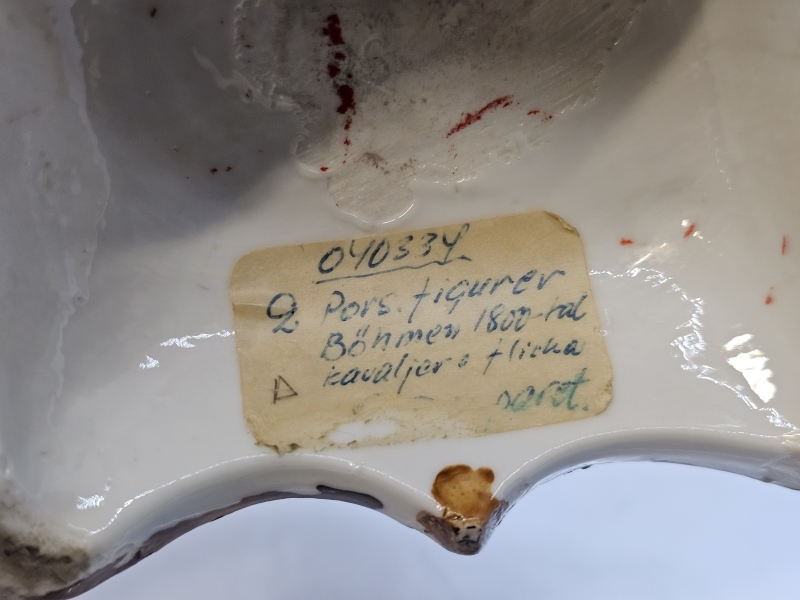 040334
2 Pors. figurer
Böhmen 1800-tal
kavaljer o flicka